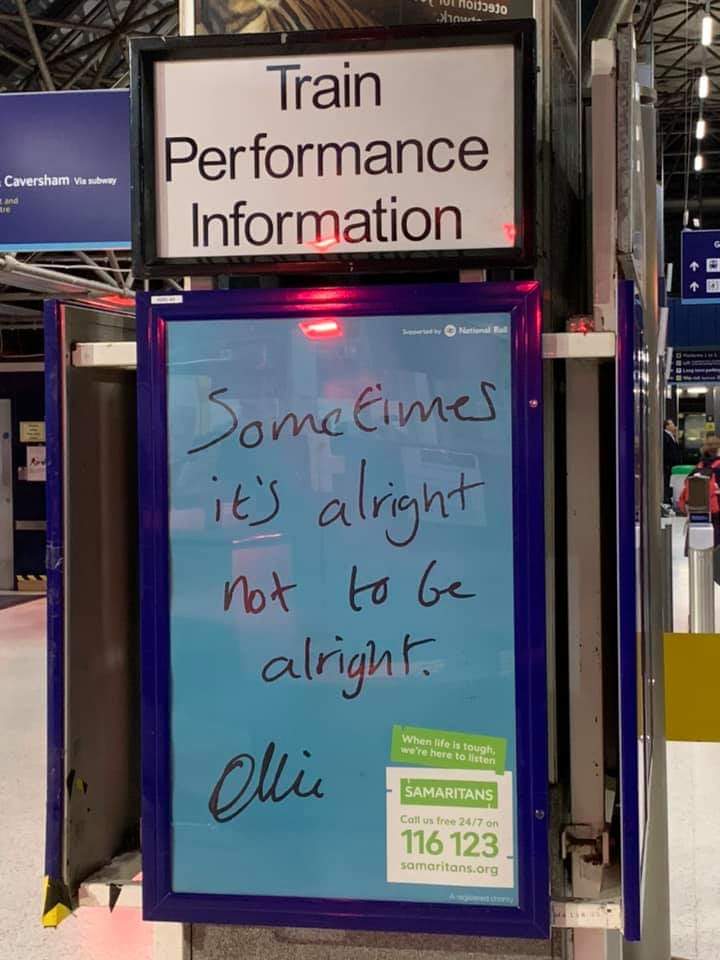 Train
Performance
Information
Caversham Via subway
and
Supported by National Rail
Sometimes
it's alright
not to be
alright.
Ollie
When life is tough,
we're here to listen
SAMARITANS
Call us free 24/7 on
116 123
samaritans.org
A registered charity